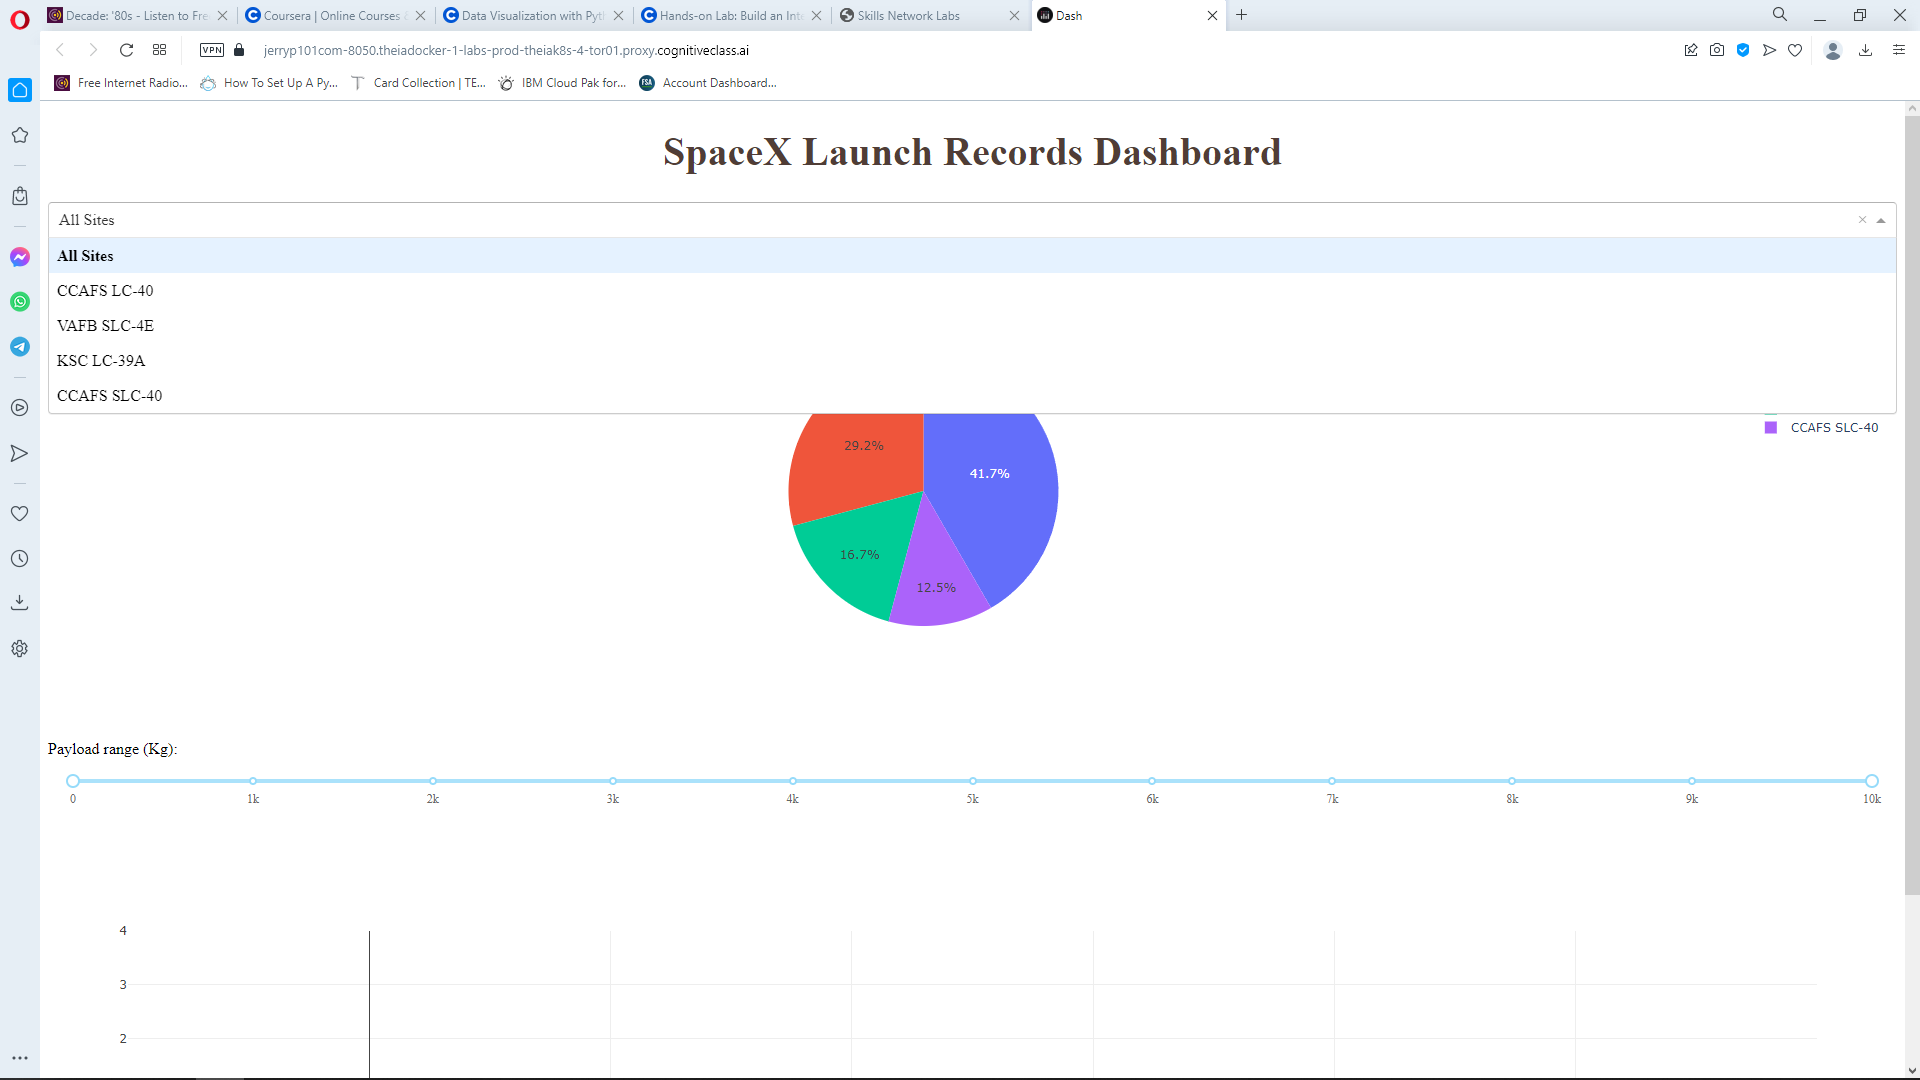 Decade: '80s - Listen to Fre
Coursera | Online Courses
Data Visualization with Pyth
Hands-on Lab: Build an Inte
Skills Network Labs
Dash
VPN
jerryp101com-8050.theiadocker-1-labs-prod-theiak8s-4-tor01.proxy.cognitiveclass.ai
Free Internet Radio...
How To Set Up A Py...
Card Collection | TE...
IBM Cloud Pak for...
FSA
Account Dashboard...
SpaceX Launch Records Dashboard
All Sites
All Sites
CCAFS LC-40
VAFB SLC-4E
KSC LC-39A
CCAFS SLC-40
CCAFS SLC-40
29.2%
41.7%
16.7%
12.5%
Payload range (Kg):
0 1k 2k 3k 4k 5k 6k 7k 8k 9k 10k
4
3
2